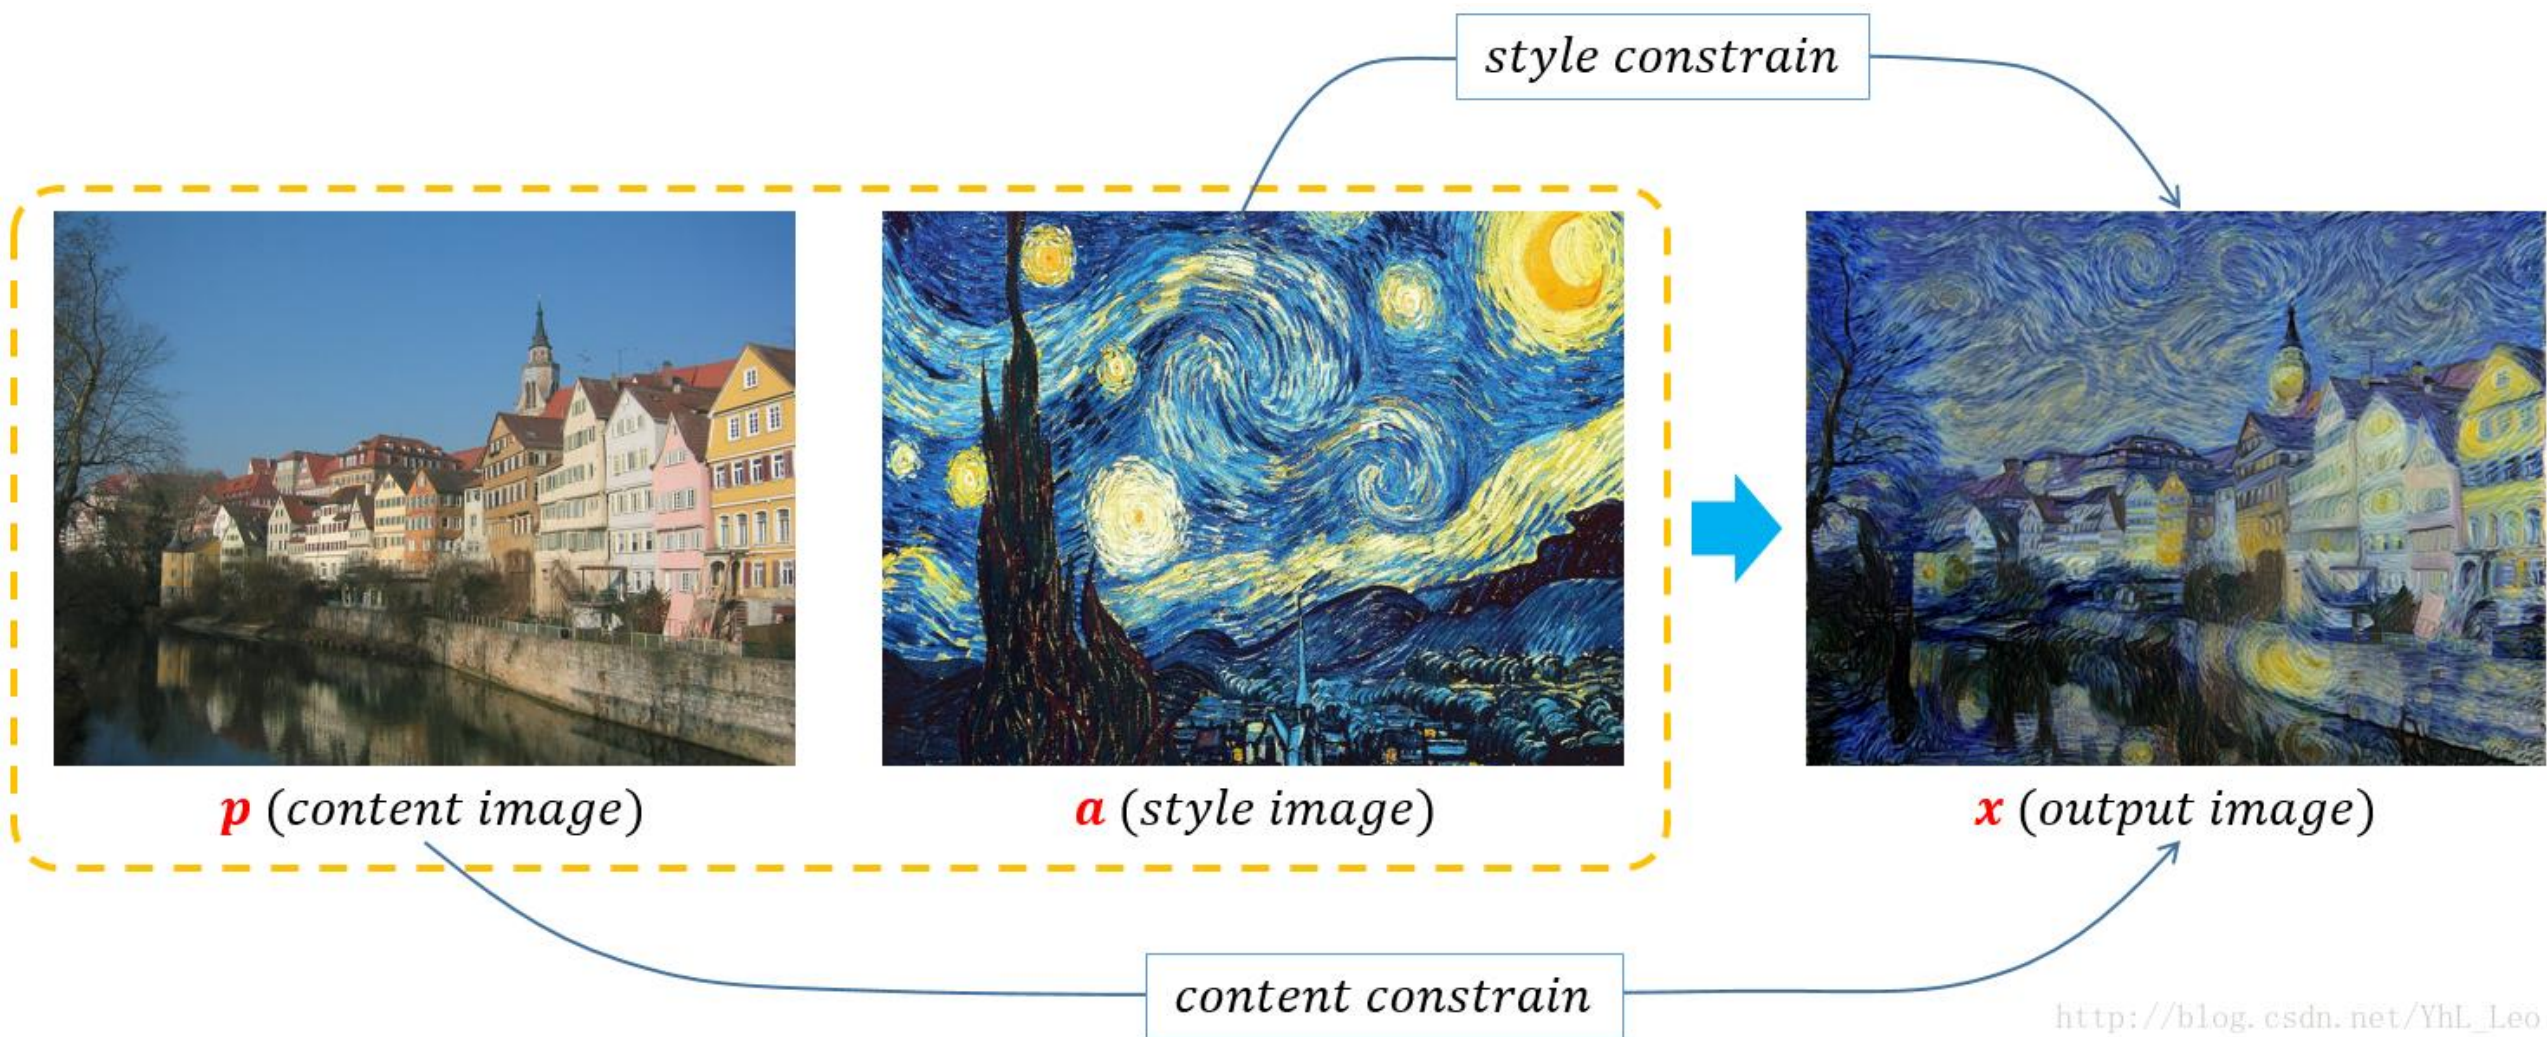 style constrain
p (content image)
a (style image)
x (output image)
content constrain
http://blog.csdn.net/YhL_Leo